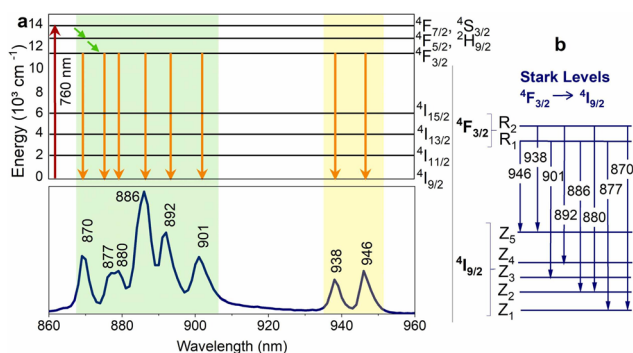 a
14
12
10
8
6
4
2
0
Energy (10³ cm⁻¹)
760 nm
⁴F₇/₂, ⁴S₃/₂
⁴F₅/₂, ²H₉/₂
⁴F₃/₂
⁴I₁₅/₂
⁴I₁₃/₂
⁴I₁₁/₂
⁴I₉/₂
870
877
880
886
892
901
938
946
860 880 900 920 940 960
Wavelength (nm)
b
Stark Levels
⁴F₃/₂ → ⁴I₉/₂
⁴F₃/₂
R₂
R₁
946
938
901
892
886
880
877
870
⁴I₉/₂
Z₅
Z₄
Z₃
Z₂
Z₁